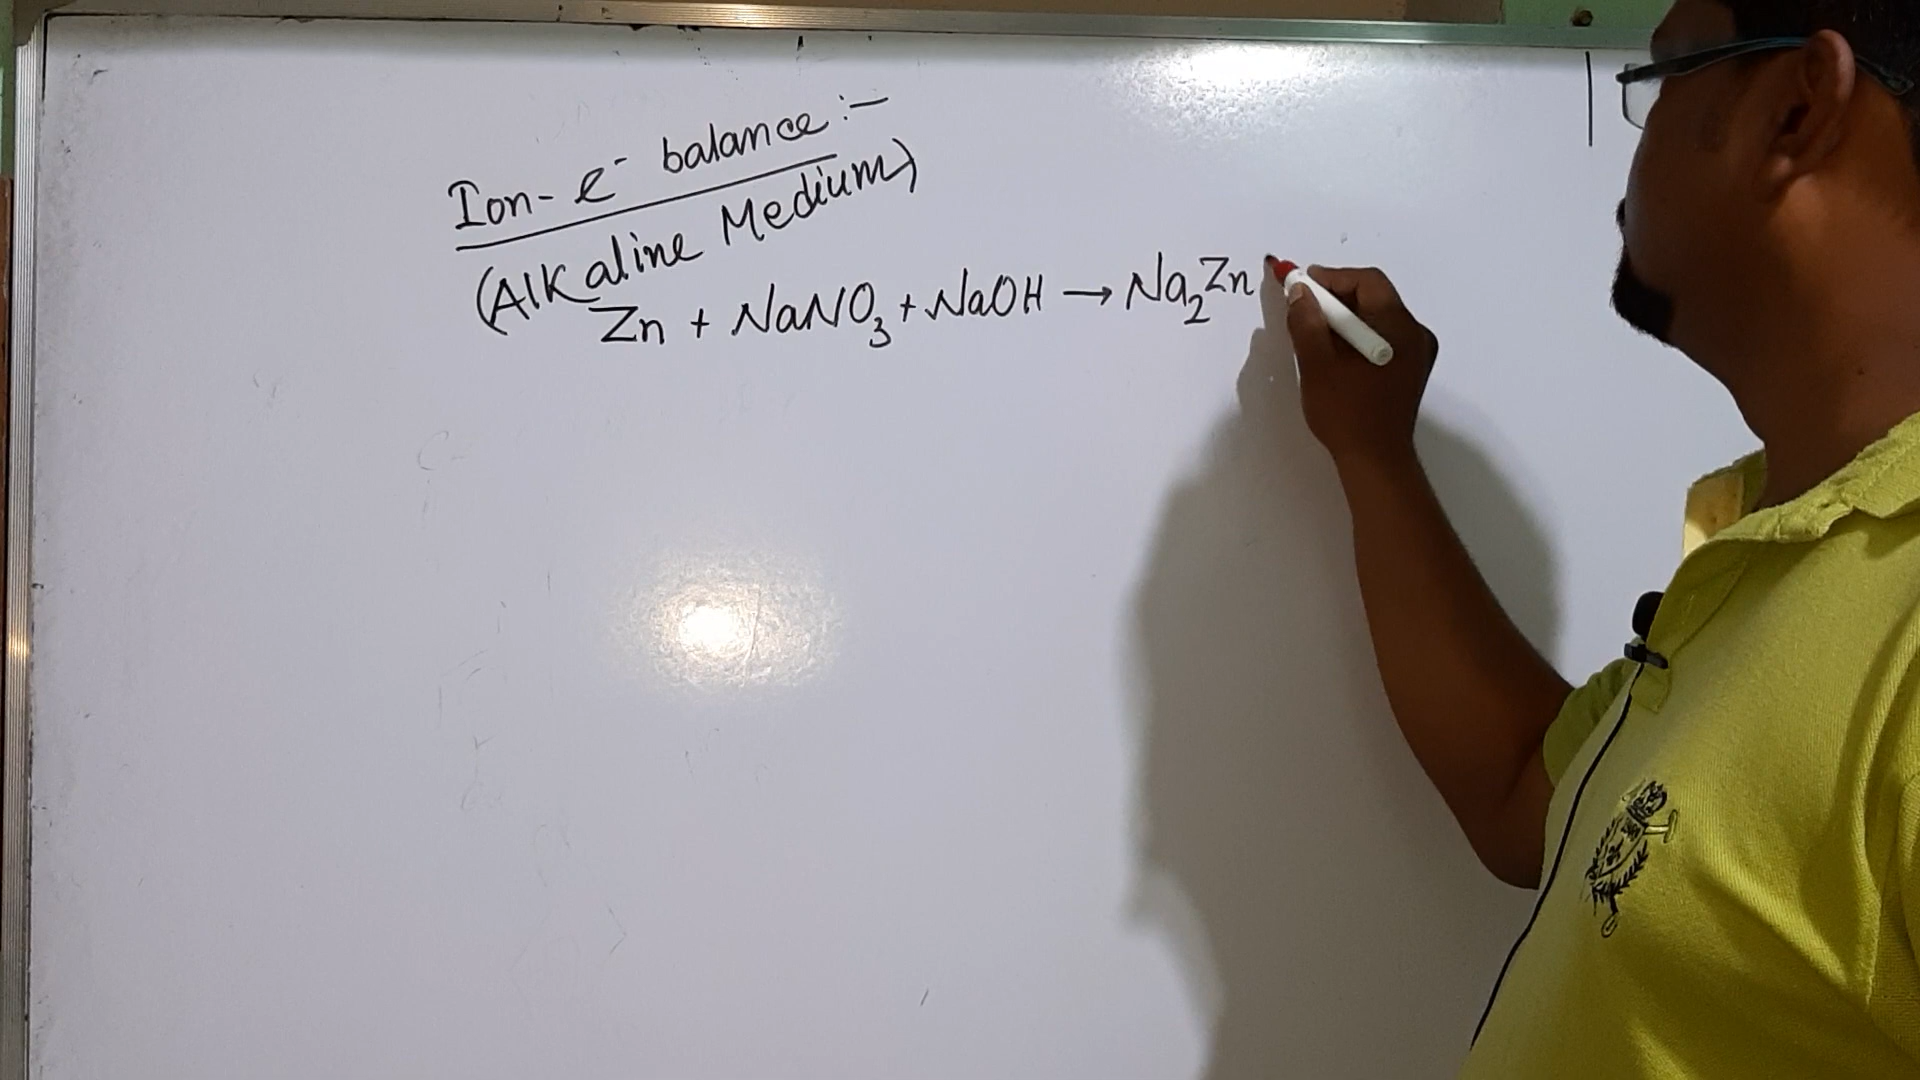 Ion-e⁻ balance:-
(Alkaline Medium)
Zn + NaNO₃ + NaOH → Na₂Zn